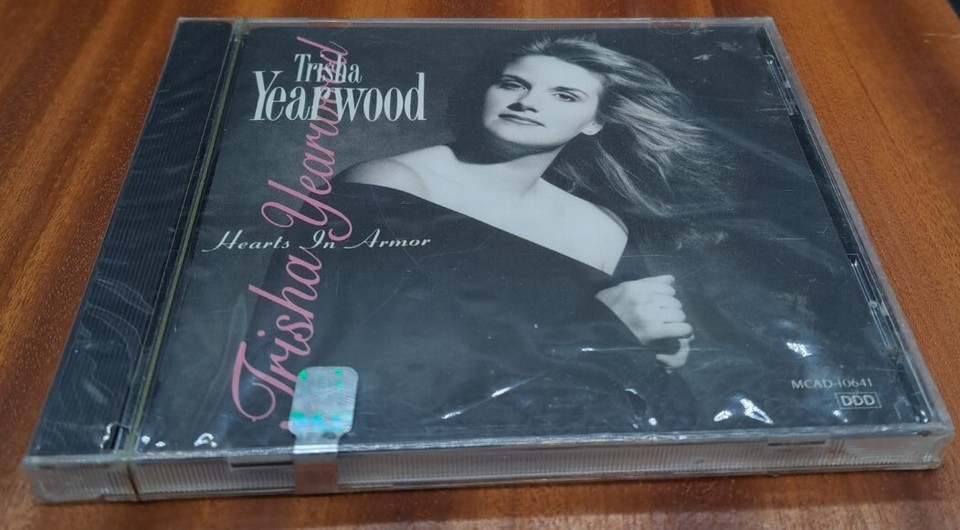 Trisha
Yearwood
Trisha Yearwood
Hearts In Armor
MCAD-10641
DDD